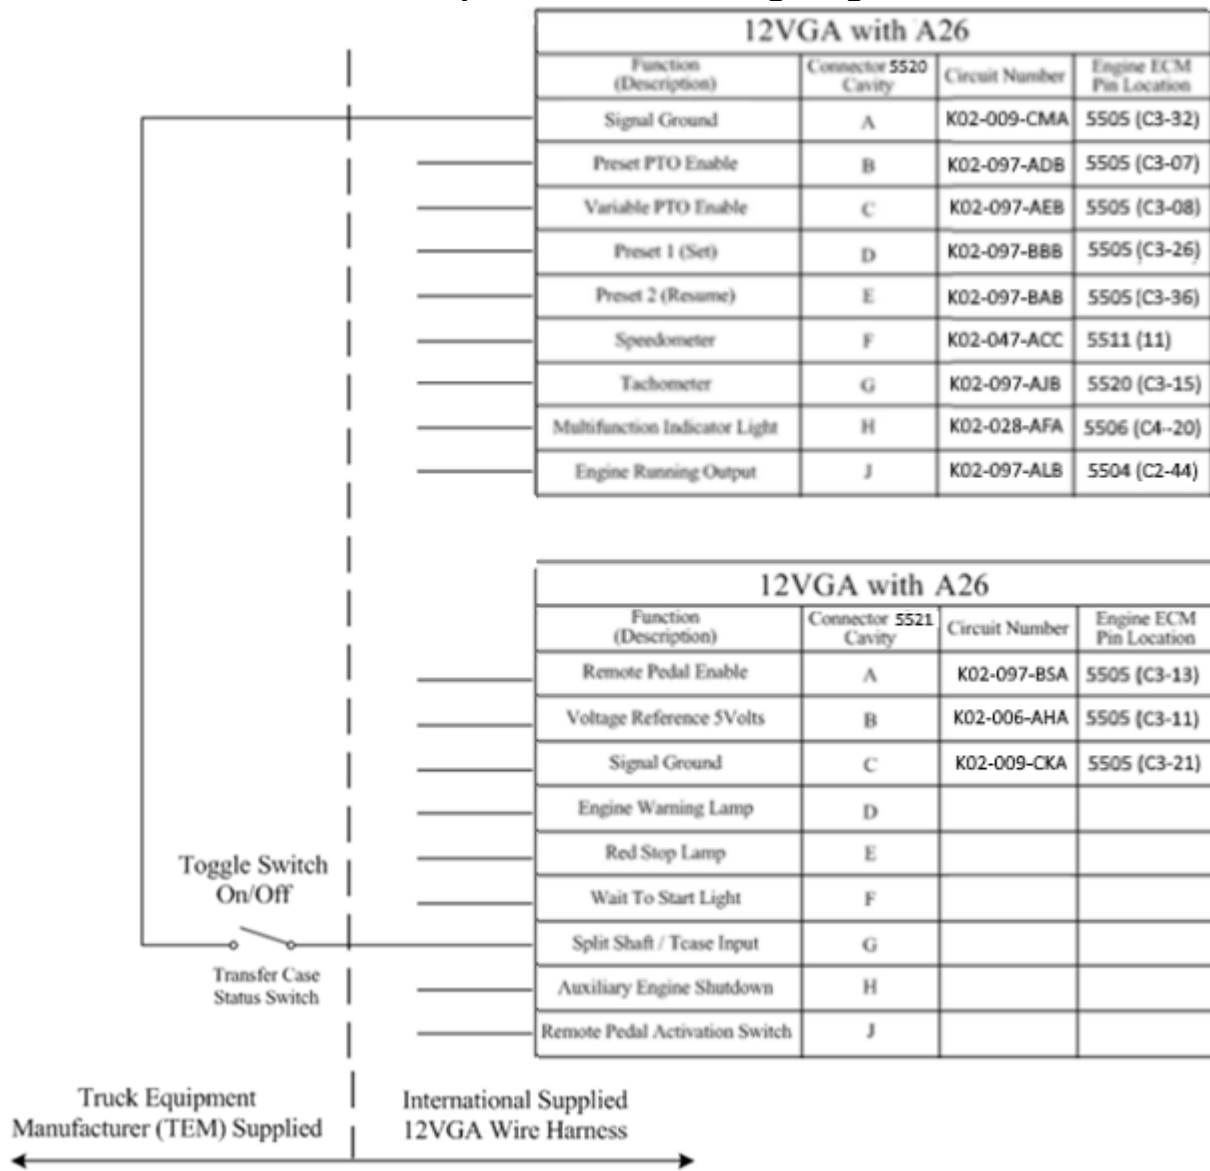 12VGA with A26
Function (Description) Connector 5520 Cavity Circuit Number Engine ECM Pin Location
Signal Ground A K02-009-CMA 5505 (C3-32)
Preset PTO Enable B K02-097-ADB 5505 (C3-07)
Variable PTO Enable C K02-097-AEB 5505 (C3-08)
Preset 1 (Set) D K02-097-BBB 5505 (C3-26)
Preset 2 (Resume) E K02-097-BAB 5505 (C3-36)
Speedometer F K02-047-ACC 5511 (11)
Tachometer G K02-097-AJB 5520 (C3-15)
Multifunction Indicator Light H K02-028-AFA 5506 (C4--20)
Engine Running Output J K02-097-ALB 5504 (C2-44)
12VGA with A26
Function (Description) Connector 5521 Cavity Circuit Number Engine ECM Pin Location
Remote Pedal Enable A K02-097-BSA 5505 (C3-13)
Voltage Reference 5Volts B K02-006-AHA 5505 (C3-11)
Signal Ground C K02-009-CKA 5505 (C3-21)
Engine Warning Lamp D
Red Stop Lamp E
Wait To Start Light F
Split Shaft / Tcase Input G
Auxiliary Engine Shutdown H
Remote Pedal Activation Switch J
Toggle Switch
On/Off
Transfer Case
Status Switch
Truck Equipment
Manufacturer (TEM) Supplied
International Supplied
12VGA Wire Harness